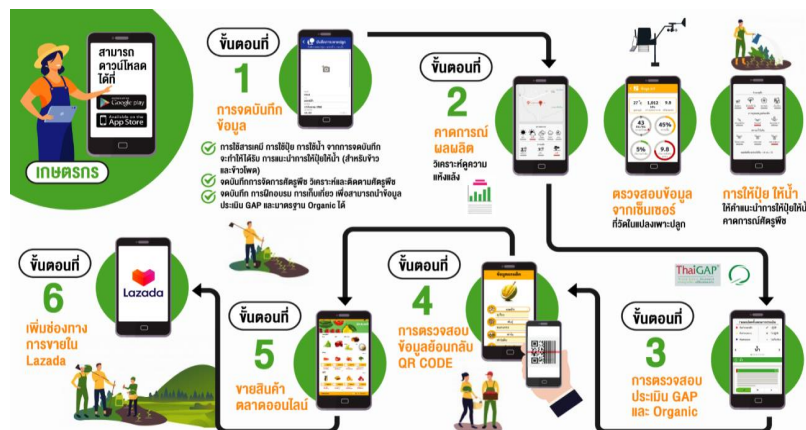 สามารถ
ดาวน์โหลด
ได้ที่
Google play
Available on the
App Store
เกษตรกร
ขั้นตอนที่
1
การจดบันทึก
ข้อมูล
การใช้สารเคมี การใช้ปุ๋ย การใช้น้ำ จากการจดบันทึก
จะทำให้ได้รับ การแนะนำการให้ปุ๋ยให้น้ำ (สำหรับข้าว
และข้าวโพด)
จดบันทึกการจัดการศัตรูพืช วิเคราะห์และติดตามศัตรูพืช
จดบันทึก การฝึกอบรม การเก็บเกี่ยว เพื่อสามารถนำข้อมูล
ประเมิน GAP และมาตรฐาน Organic ได้
ขั้นตอนที่
2
คาดการณ์
ผลผลิต
วิเคราะห์ดูความ
แห้งแล้ง
27
1,012
9.8
43
45%
5%
9.8
ตรวจสอบข้อมูล
จากเซ็นเซอร์
ที่วัดในแปลงเพาะปลูก
การให้ปุ๋ย ให้น้ำ
ให้คำแนะนำการให้ปุ๋ยให้น้ำ
คาดการณ์ศัตรูพืช
ThaiGAP
ขั้นตอนที่
3
การตรวจสอบ
ประเมิน GAP
และ Organic
น้ำ
ขั้นตอนที่
4
การตรวจสอบ
ข้อมูลย้อนกลับ
QR CODE
ขั้นตอนที่
5
ขายสินค้า
ตลาดออนไลน์
ขั้นตอนที่
6
เพิ่มช่องทาง
การขายใน
Lazada
Lazada